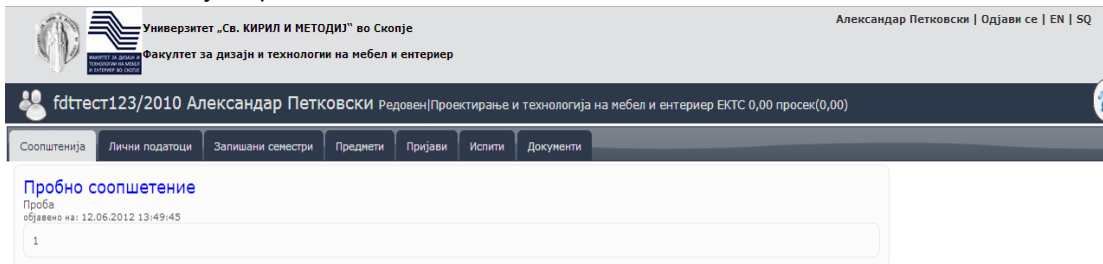 Универзитет „Св. КИРИЛ И МЕТОДИЈ“ во Скопје
Александар Петковски | Одјави се | EN | SQ
Факултет за дизајн и технологии на мебел и ентериер
fdtтест123/2010 Александар Петковски Редовен|Проектирање и технологија на мебел и ентериер ЕКТС 0,00 просек(0,00)
Соопштенија Лични податоци Запишани семестри Предмети Пријави Испити Документи
Пробно соопшетение
Проба
објавено на: 12.06.2012 13:49:45
1